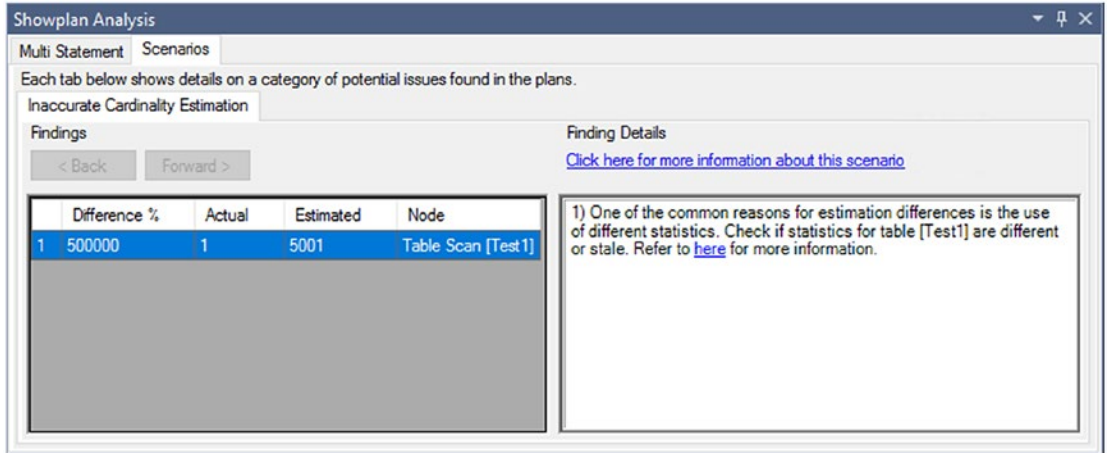 Showplan Analysis
Multi Statement Scenarios
Each tab below shows details on a category of potential issues found in the plans.
Inaccurate Cardinality Estimation
Findings
< Back Forward >
Difference % Actual Estimated Node
1 500000 1 5001 Table Scan [Test1]
Finding Details
Click here for more information about this scenario
1) One of the common reasons for estimation differences is the use
of different statistics. Check if statistics for table [Test1] are different
or stale. Refer to here for more information.